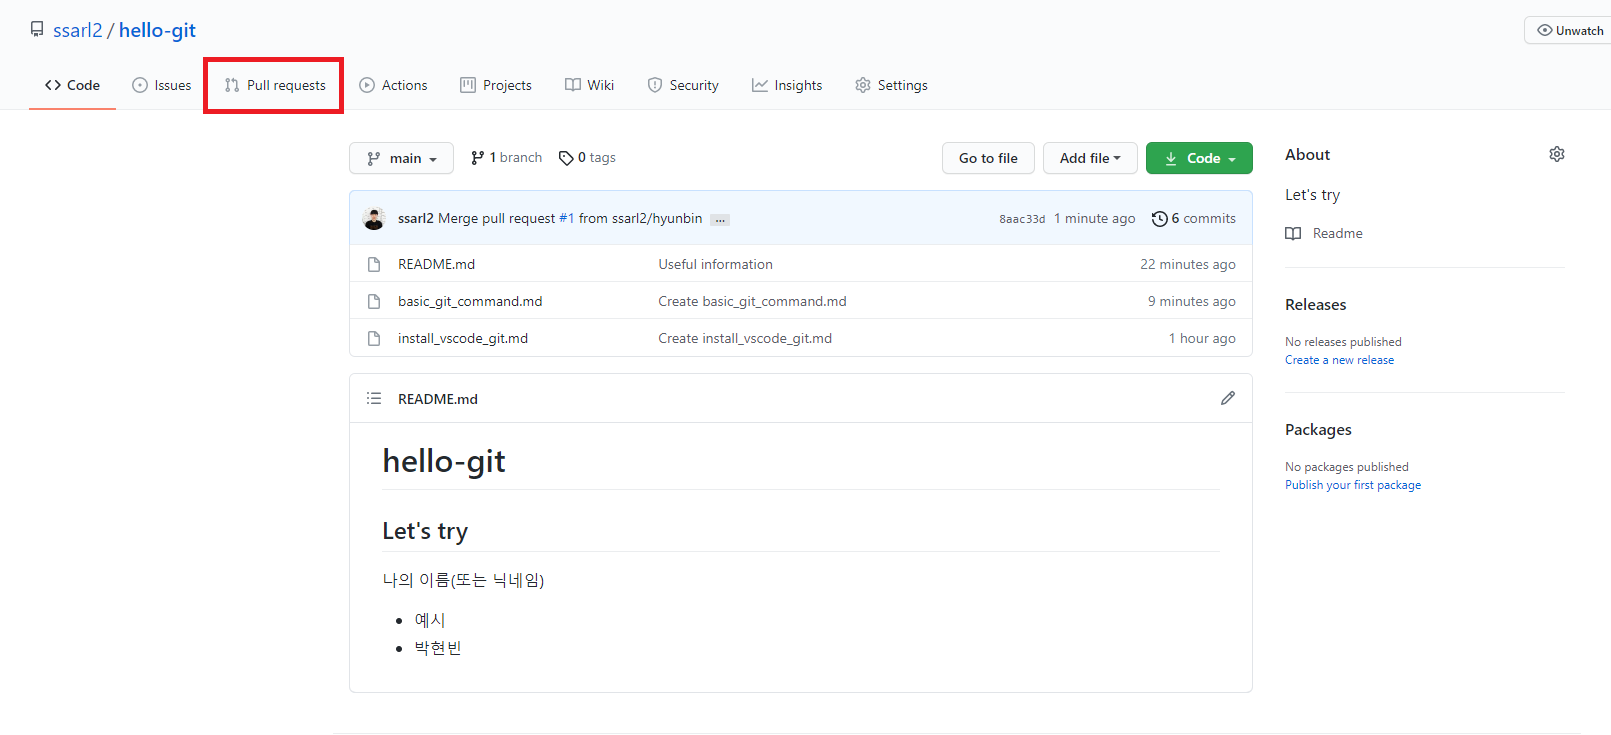 ssarl2 / hello-git
Unwatch
Code Issues Pull requests Actions Projects Wiki Security Insights Settings
main 1 branch 0 tags Go to file Add file Code
ssarl2 Merge pull request #1 from ssarl2/hyunbin ... 8aac33d 1 minute ago 6 commits
README.md Useful information 22 minutes ago
basic_git_command.md Create basic_git_command.md 9 minutes ago
install_vscode_git.md Create install_vscode_git.md 1 hour ago
README.md
hello-git
Let's try
나의 이름(또는 닉네임)
예시
박현빈
About
Let's try
Readme
Releases
No releases published
Create a new release
Packages
No packages published
Publish your first package